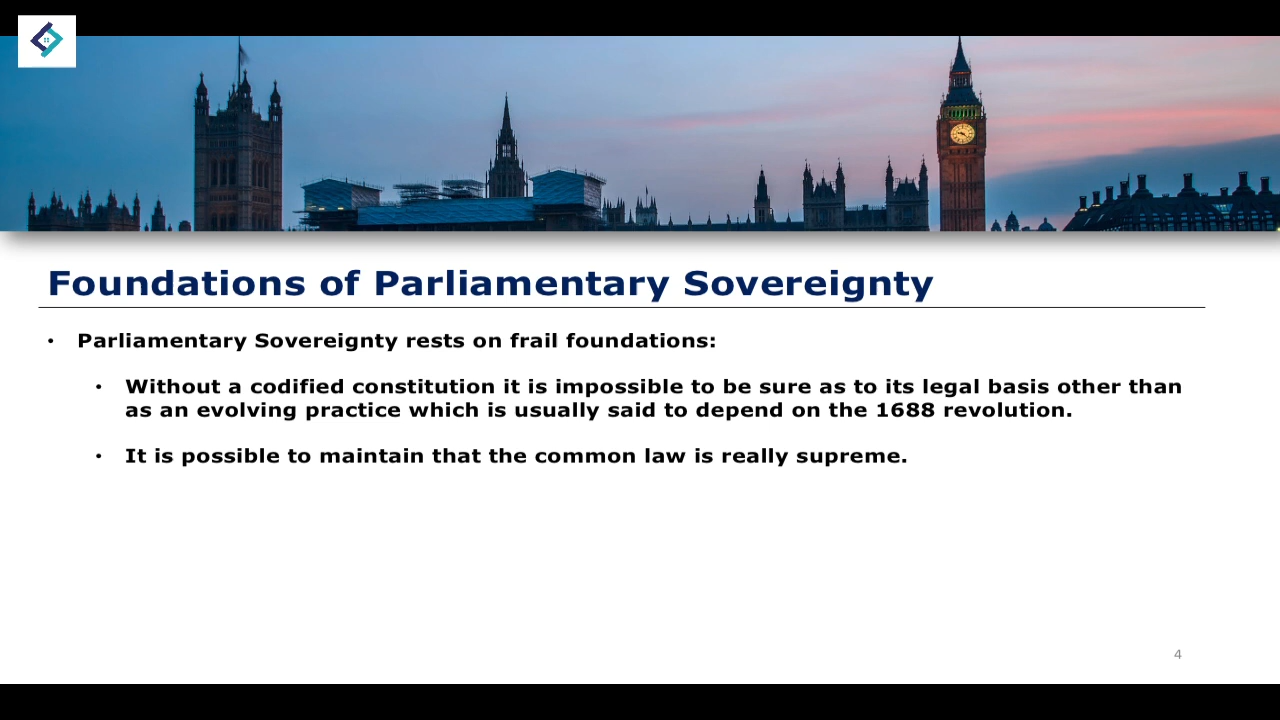 Foundations of Parliamentary Sovereignty
• Parliamentary Sovereignty rests on frail foundations:
• Without a codified constitution it is impossible to be sure as to its legal basis other than
as an evolving practice which is usually said to depend on the 1688 revolution.
• It is possible to maintain that the common law is really supreme.
4